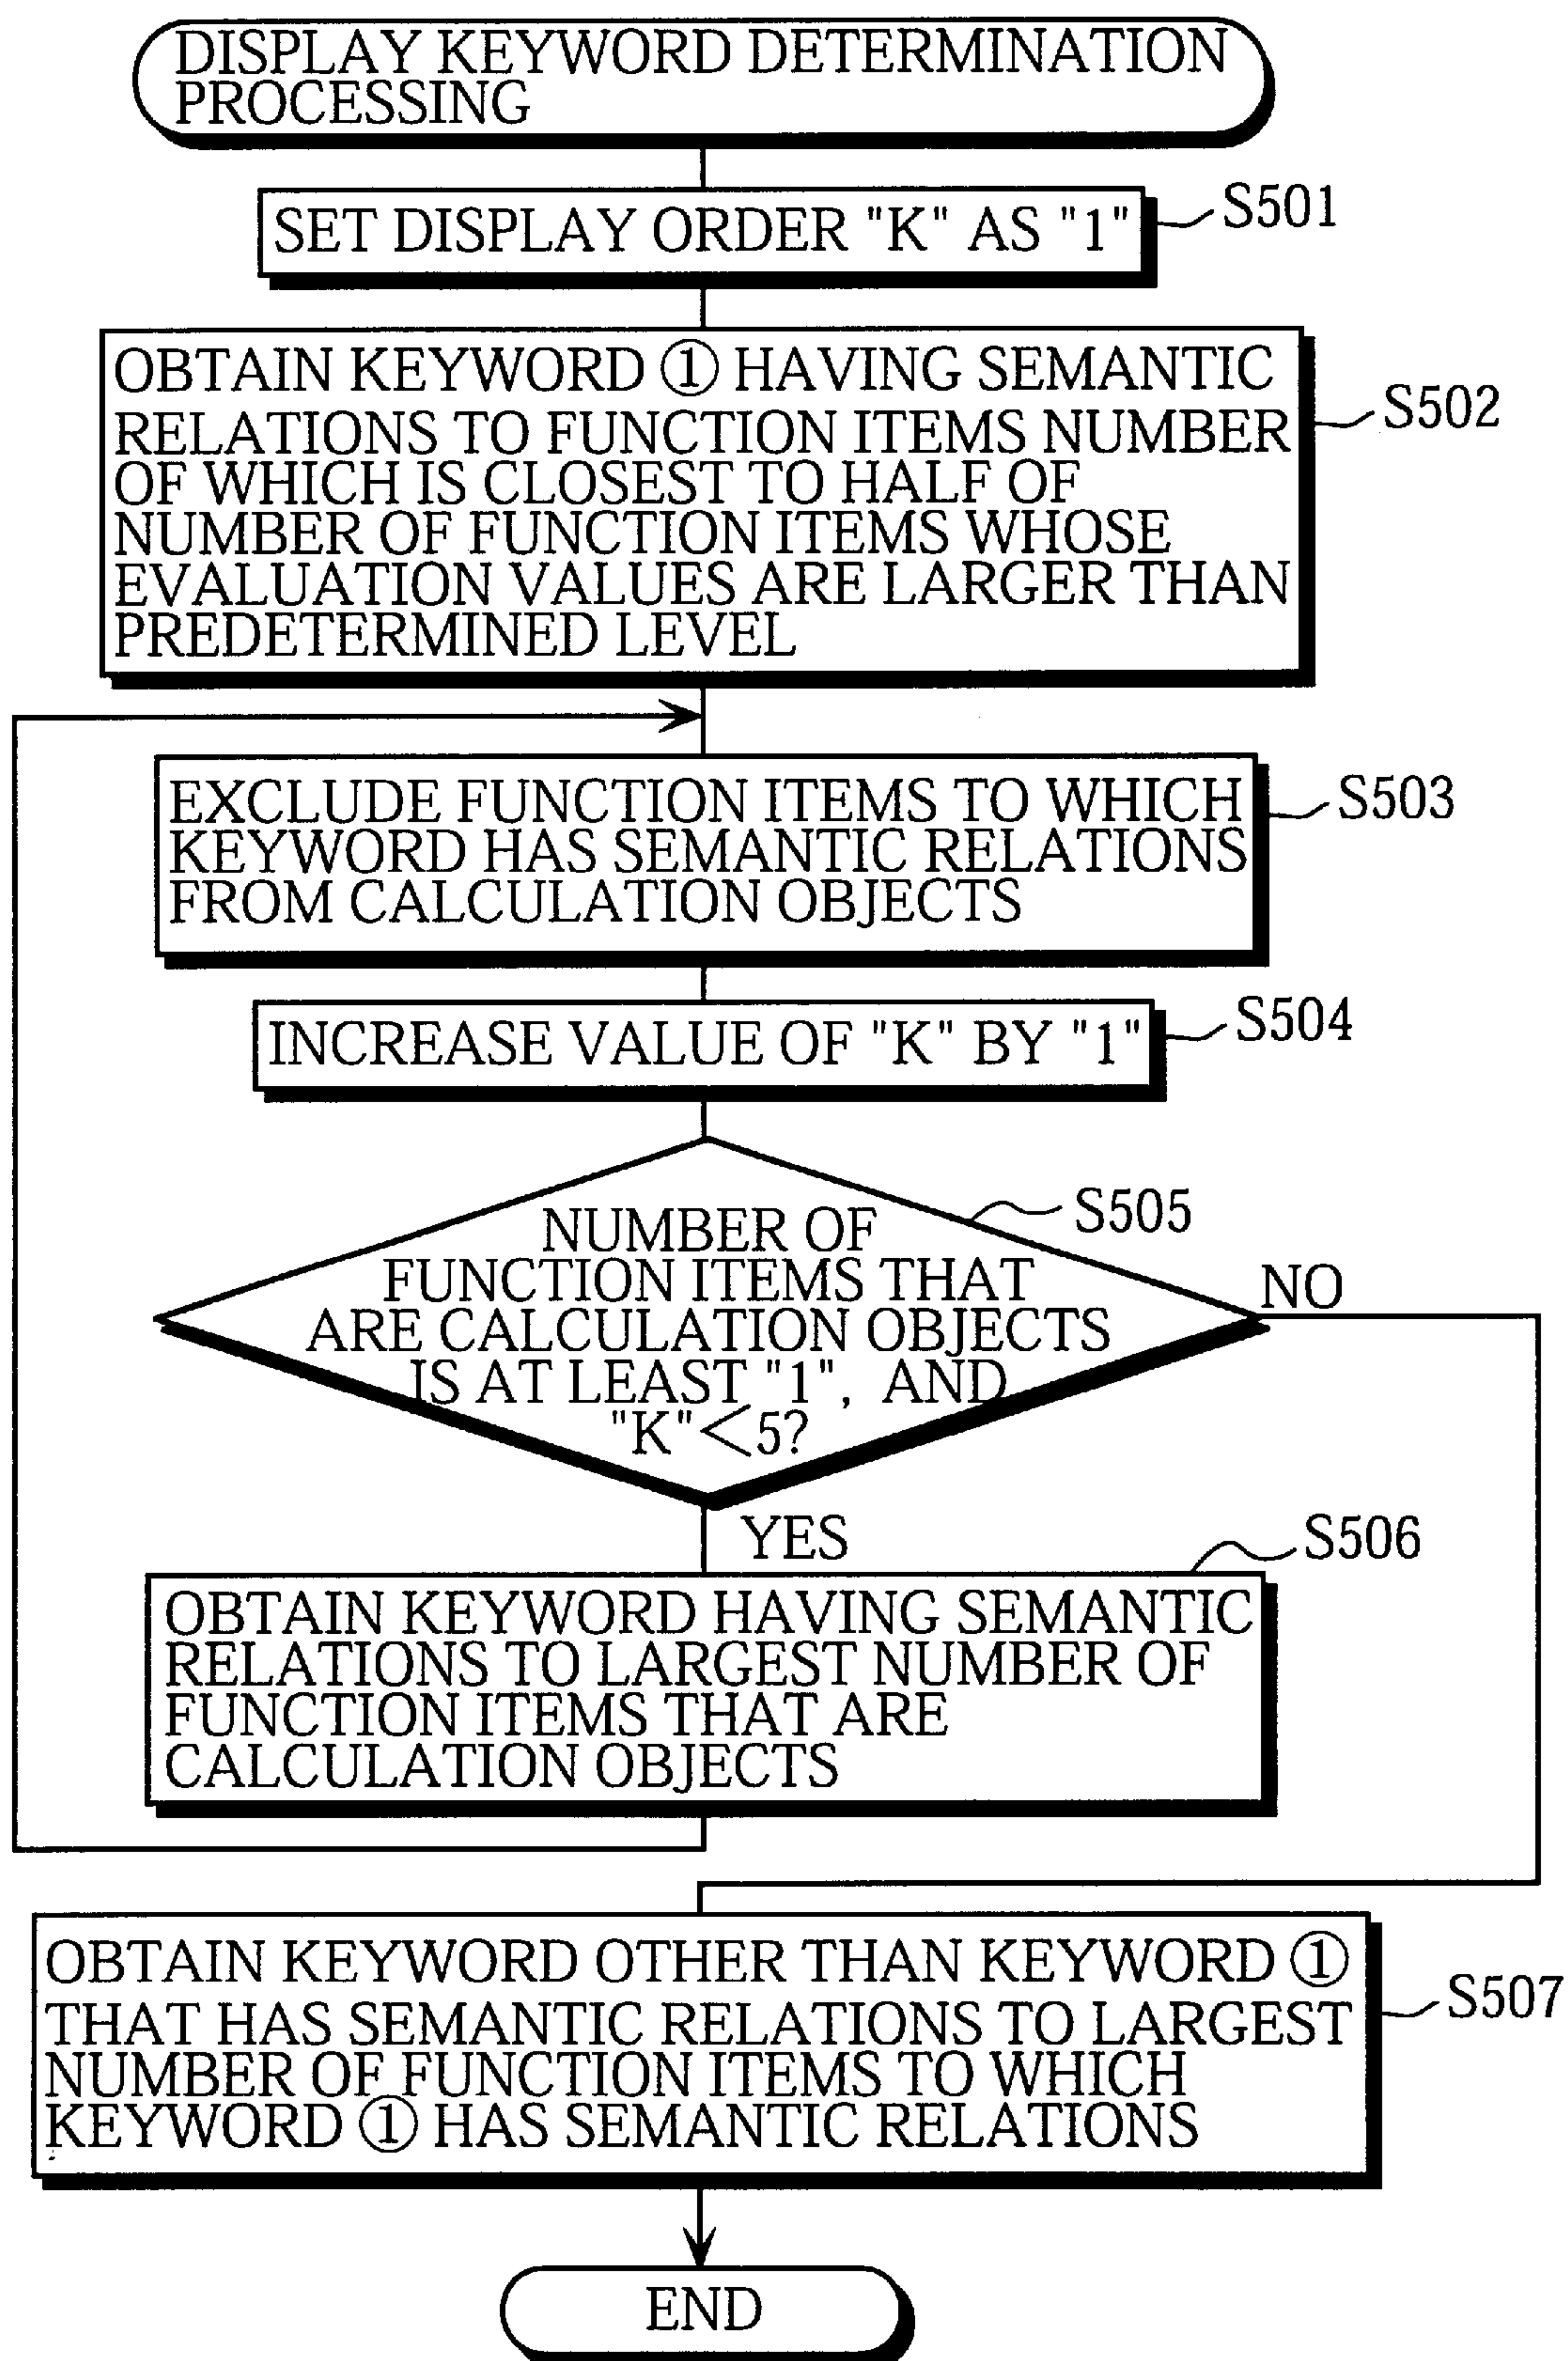 DISPLAY KEYWORD DETERMINATION
PROCESSING
SET DISPLAY ORDER "K" AS "1"
S501
OBTAIN KEYWORD ① HAVING SEMANTIC
RELATIONS TO FUNCTION ITEMS NUMBER
OF WHICH IS CLOSEST TO HALF OF
NUMBER OF FUNCTION ITEMS WHOSE
EVALUATION VALUES ARE LARGER THAN
PREDETERMINED LEVEL
S502
EXCLUDE FUNCTION ITEMS TO WHICH
KEYWORD HAS SEMANTIC RELATIONS
FROM CALCULATION OBJECTS
S503
INCREASE VALUE OF "K" BY "1"
S504
NUMBER OF
FUNCTION ITEMS THAT
ARE CALCULATION OBJECTS
IS AT LEAST "1", AND
"K"<5?
S505
NO
YES
OBTAIN KEYWORD HAVING SEMANTIC
RELATIONS TO LARGEST NUMBER OF
FUNCTION ITEMS THAT ARE
CALCULATION OBJECTS
S506
OBTAIN KEYWORD OTHER THAN KEYWORD ①
THAT HAS SEMANTIC RELATIONS TO LARGEST
NUMBER OF FUNCTION ITEMS TO WHICH
KEYWORD ① HAS SEMANTIC RELATIONS
S507
END